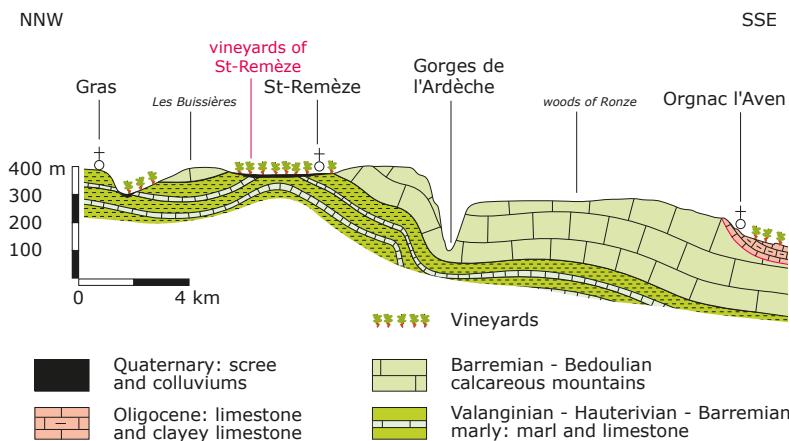 NNW
SSE
vineyards of
St-Remèze
Gras
Les Buissières
St-Remèze
Gorges de
l'Ardèche
woods of Ronze
Orgnac l'Aven
400 m
300
200
100
0
4 km
Vineyards
Quaternary: scree
and colluviums
Barremian - Bedoulian
calcareous mountains
Oligocene: limestone
and clayey limestone
Valanginian - Hauterivian - Barremian
marly: marl and limestone